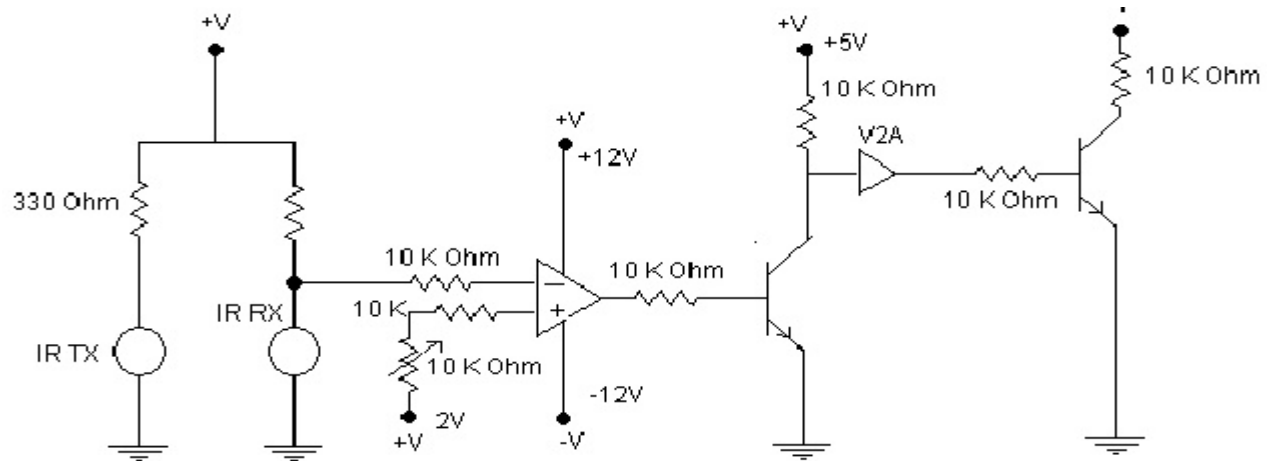 +V
+V
+5V
10 K Ohm
10 K Ohm
V2A
+V
+12V
330 Ohm
10 K Ohm
10 K Ohm
10 K Ohm
IR RX
10 K
−
+
IR TX
10 K Ohm
-12V
2V
+V
-V